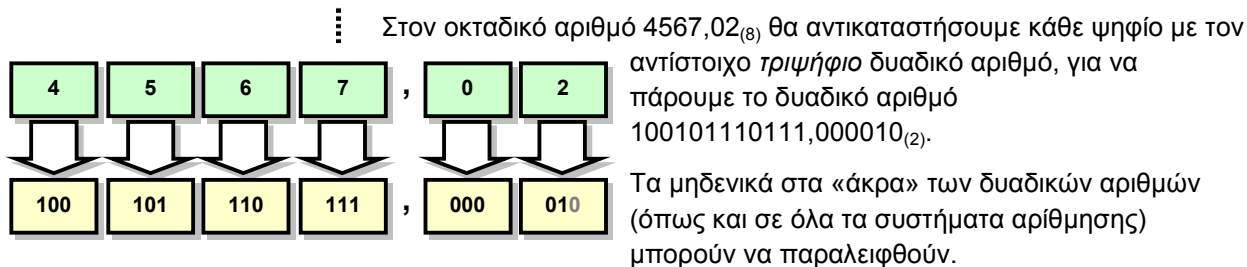 Στον οκταδικό αριθμό 4567,02(8) θα αντικαταστήσουμε κάθε ψηφίο με τον
αντίστοιχο τριψήφιο δυαδικό αριθμό, για να
πάρουμε το δυαδικό αριθμό
100101110111,000010(2).
Τα μηδενικά στα «άκρα» των δυαδικών αριθμών
(όπως και σε όλα τα συστήματα αρίθμησης)
μπορούν να παραλειφθούν.
4 5 6 7 , 0 2
100 101 110 111 , 000 010